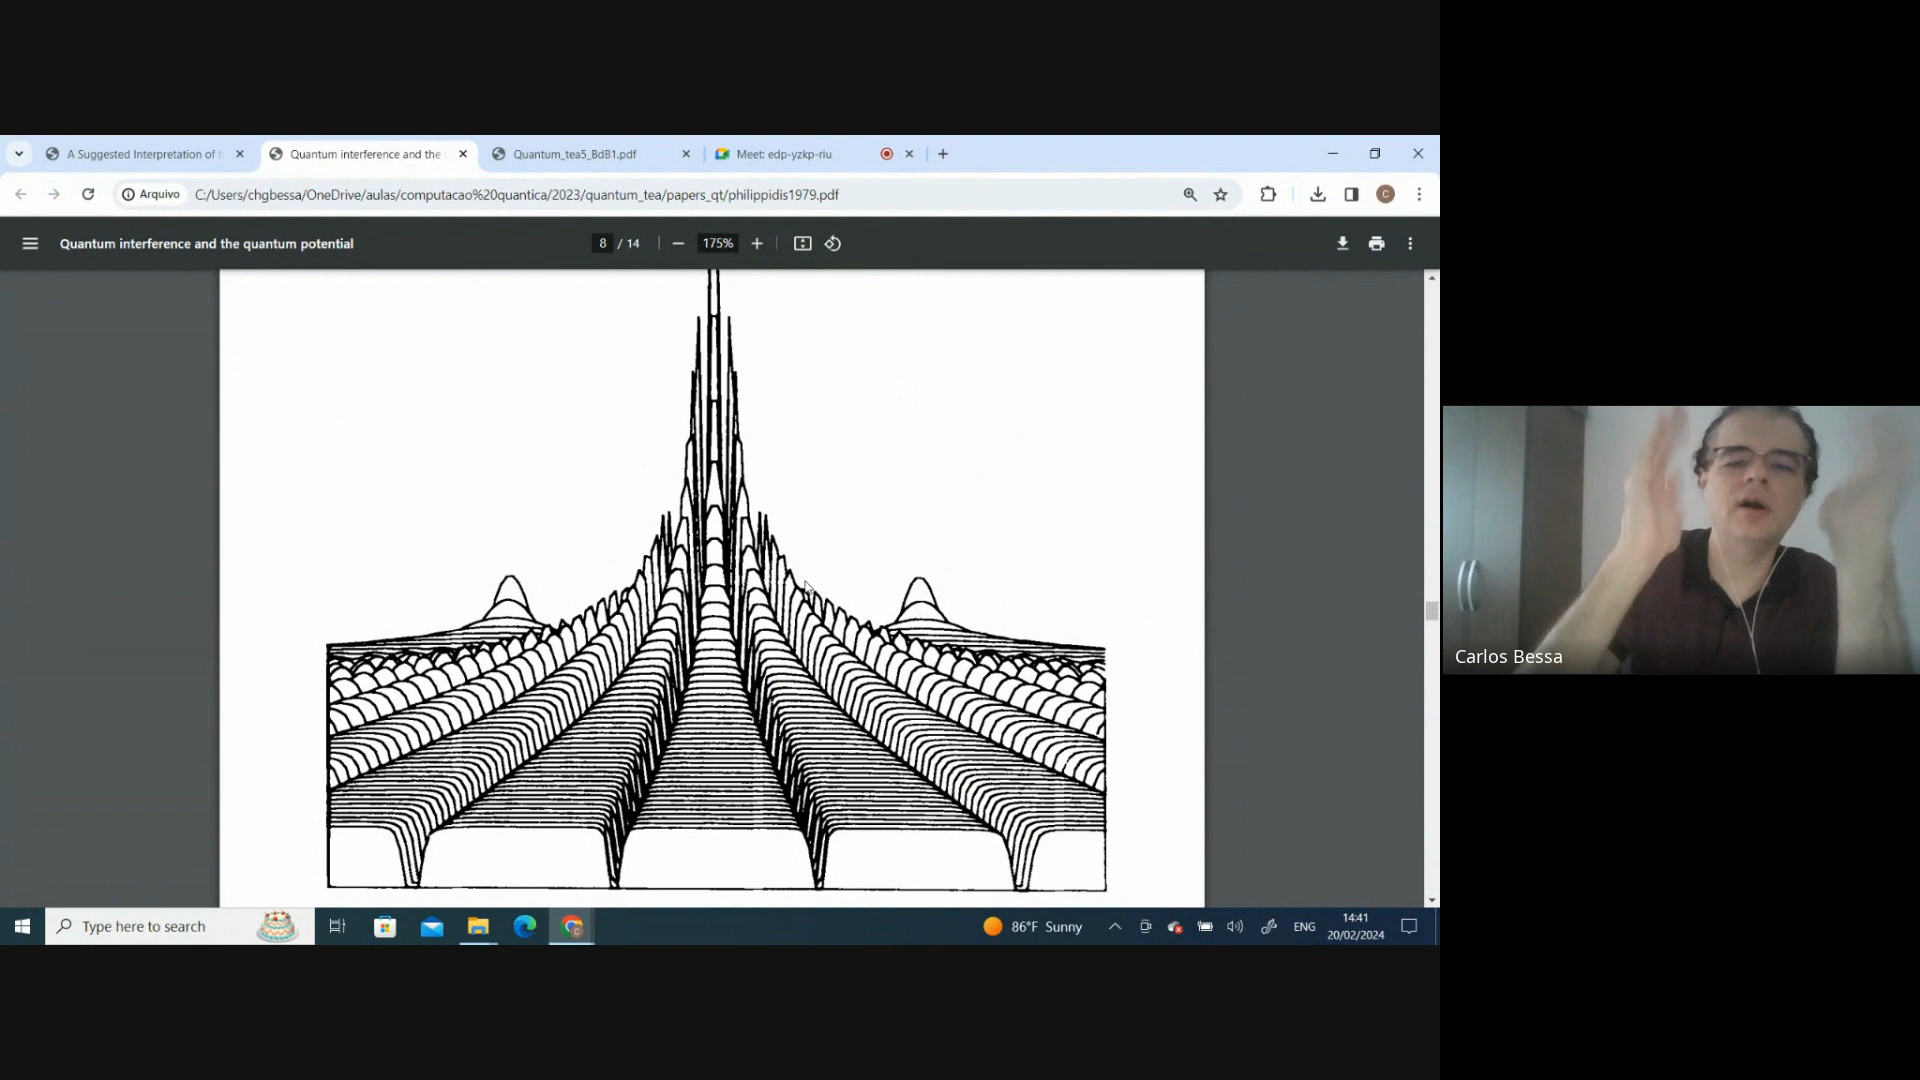 A Suggested Interpretation of t
Quantum interference and the
Quantum_tea5_BdB1.pdf
Meet: edp-yzkp-riu
Arquivo
C:/Users/chgbessa/OneDrive/aulas/computacao%20quantica/2023/quantum_tea/papers_qt/philippidis1979.pdf
C
Quantum interference and the quantum potential
8 / 14
175%
Carlos Bessa
Type here to search
86°F Sunny
ENG
14:41
20/02/2024